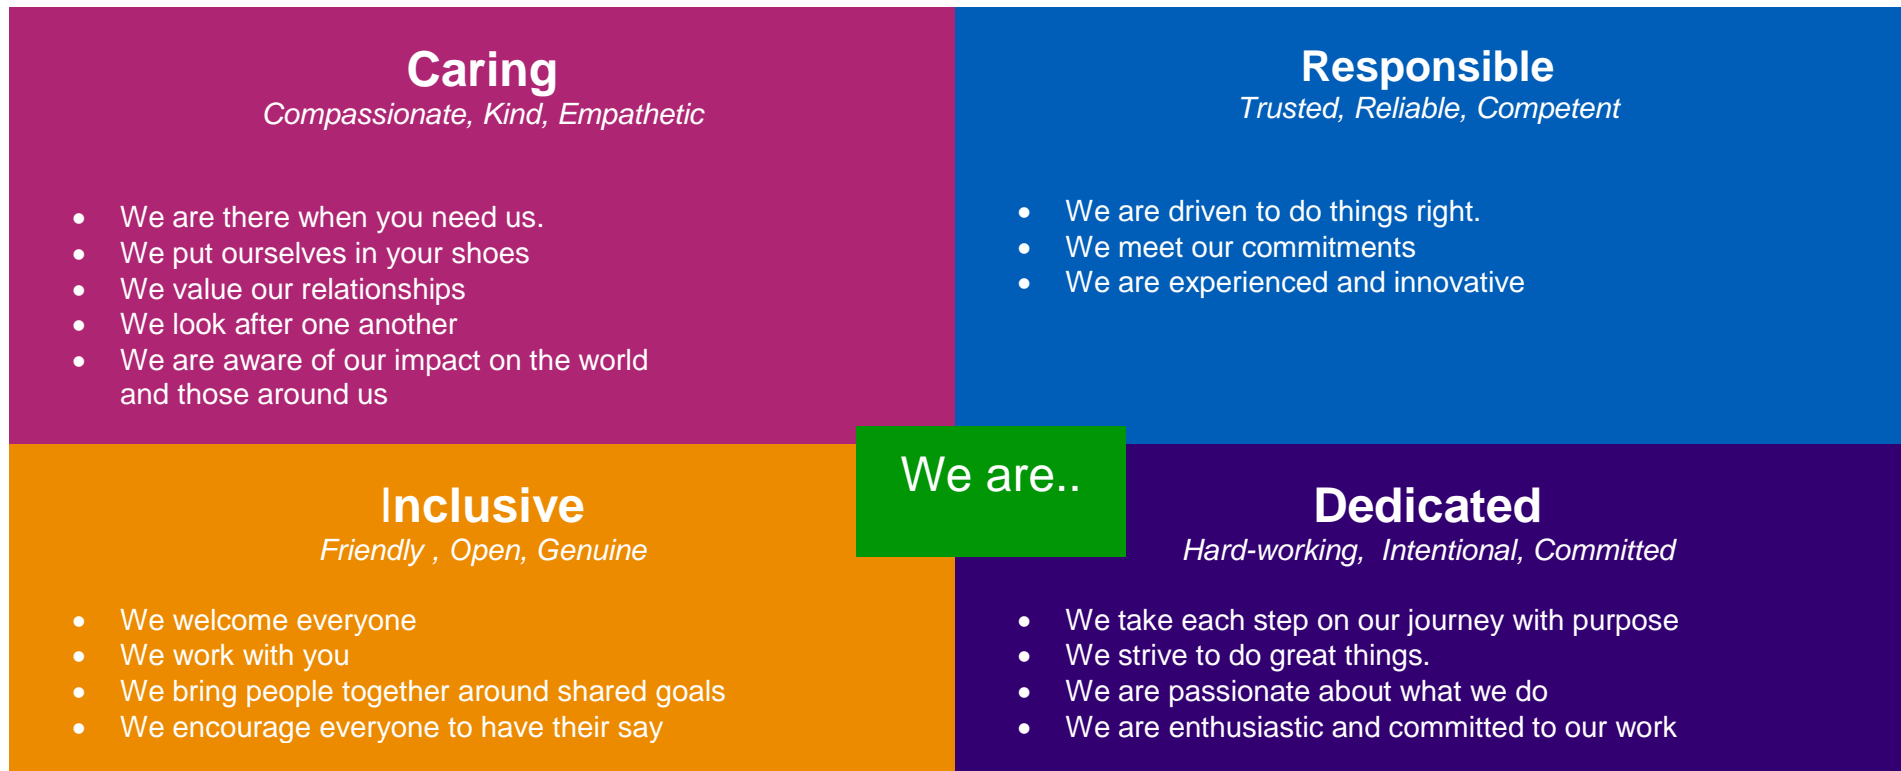 Caring
Compassionate, Kind, Empathetic
• We are there when you need us.
• We put ourselves in your shoes
• We value our relationships
• We look after one another
• We are aware of our impact on the world
and those around us
Responsible
Trusted, Reliable, Competent
• We are driven to do things right.
• We meet our commitments
• We are experienced and innovative
We are..
Inclusive
Friendly , Open, Genuine
• We welcome everyone
• We work with you
• We bring people together around shared goals
• We encourage everyone to have their say
Dedicated
Hard-working,  Intentional, Committed
• We take each step on our journey with purpose
• We strive to do great things.
• We are passionate about what we do
• We are enthusiastic and committed to our work